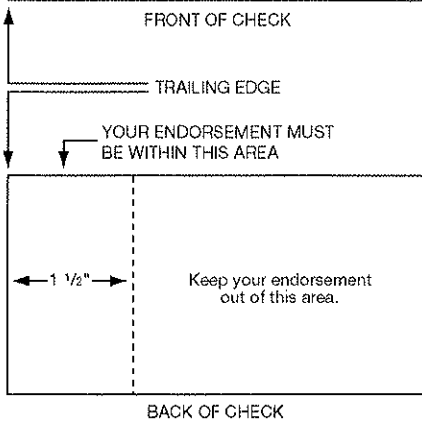 FRONT OF CHECK
TRAILING EDGE
YOUR ENDORSEMENT MUST
BE WITHIN THIS AREA
1 1/2"
Keep your endorsement
out of this area.
BACK OF CHECK